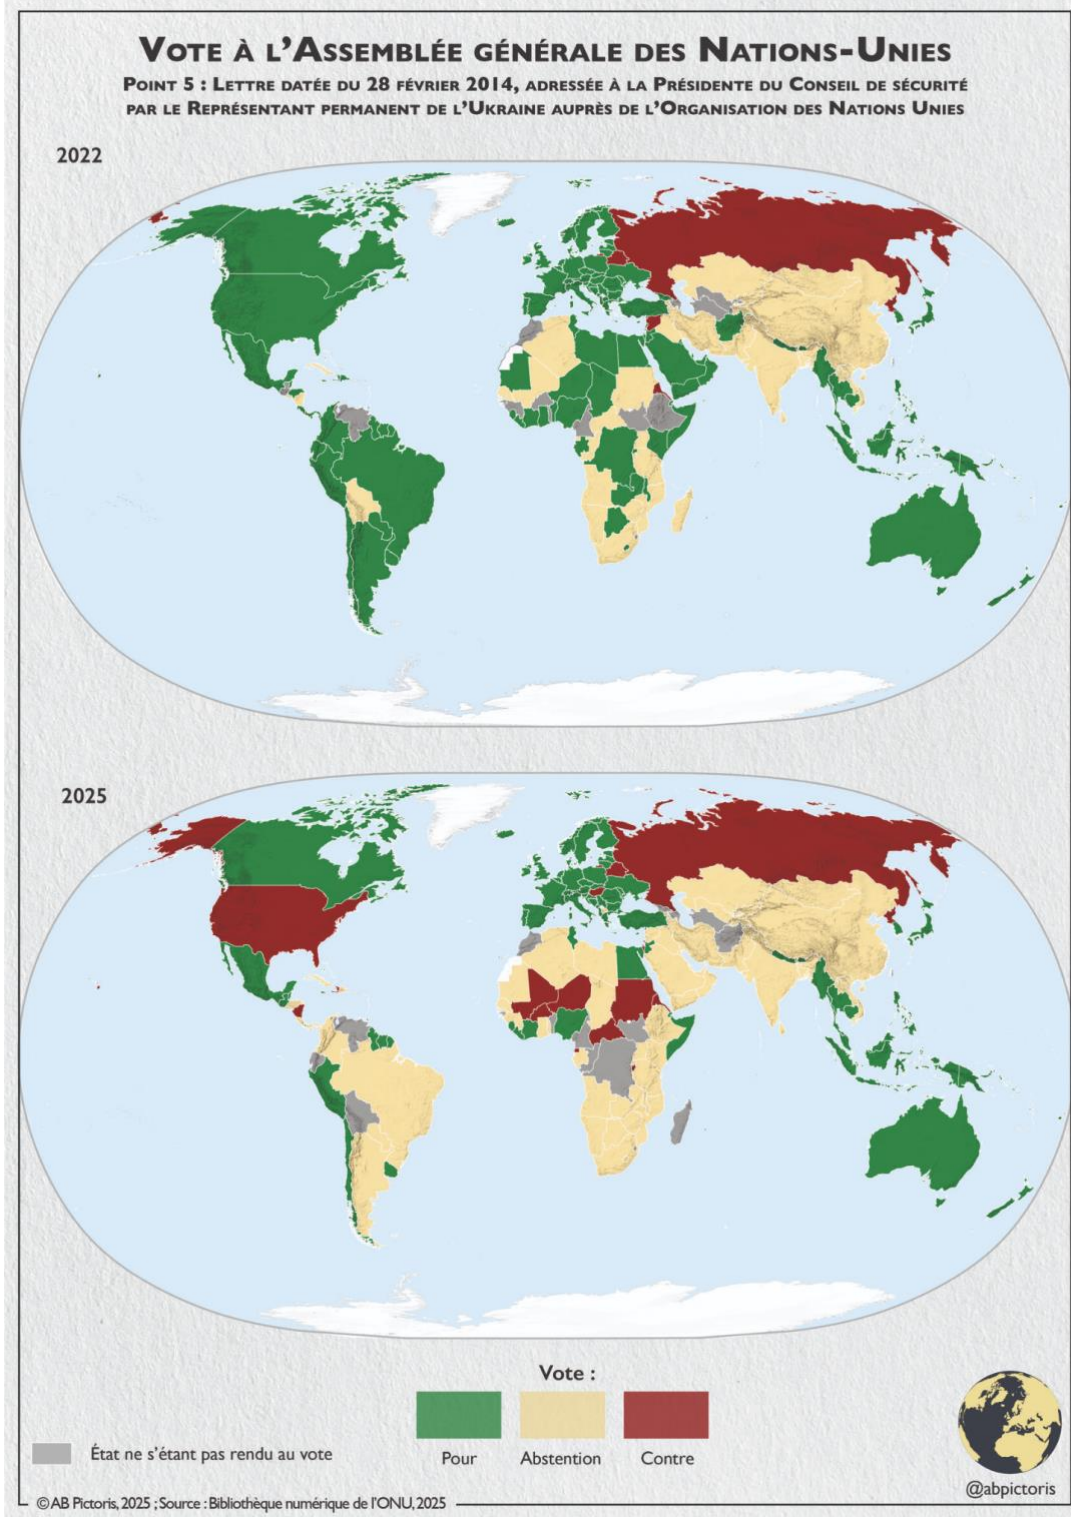 Vote à l'Assemblée générale des Nations-Unies
Point 5 : Lettre datée du 28 février 2014, adressée à la Présidente du Conseil de sécurité
par le Représentant permanent de l'Ukraine auprès de l'Organisation des Nations Unies
2022
2025
Vote :
Pour
Abstention
Contre
État ne s'étant pas rendu au vote
@abpictoris
©AB Pictoris, 2025 ; Source : Bibliothèque numérique de l'ONU, 2025